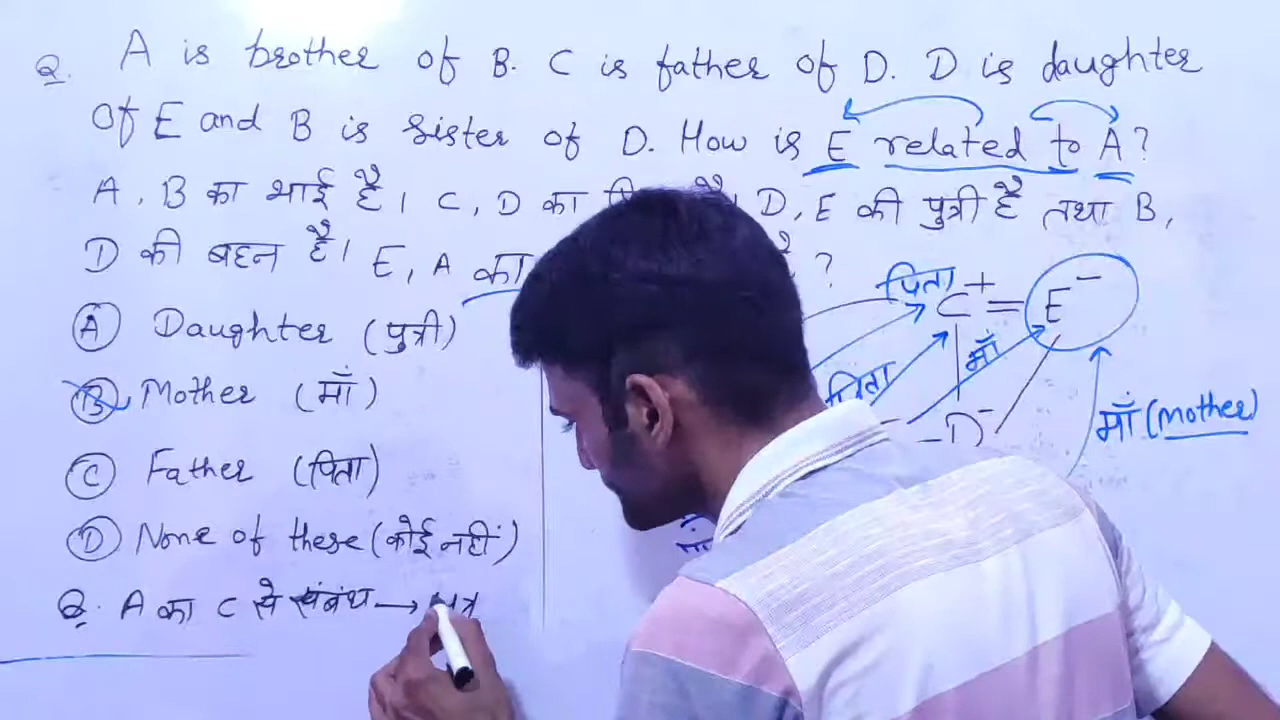 Q. A is brother of B. C is father of D. D is daughter
of E and B is sister of D. How is E related to A?
A, B का भाई है। C, D का D, E की पुत्री है तथा B,
D की बहन है। E, A का ?
(A) Daughter (पुत्री)
(B) Mother (माँ)
(C) Father (पिता)
(D) None of these (कोई नहीं)
Q. A का C से संबंध → पुत्र
पिता C + = E -
पिता माँ
- D -
माँ (mother)